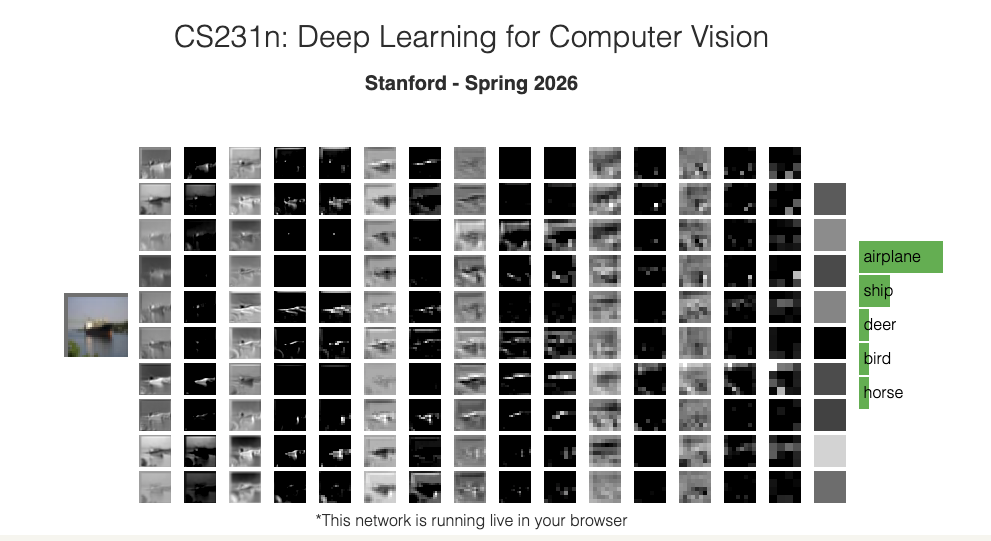 CS231n: Deep Learning for Computer Vision
Stanford - Spring 2026
airplane
ship
deer
bird
horse
*This network is running live in your browser